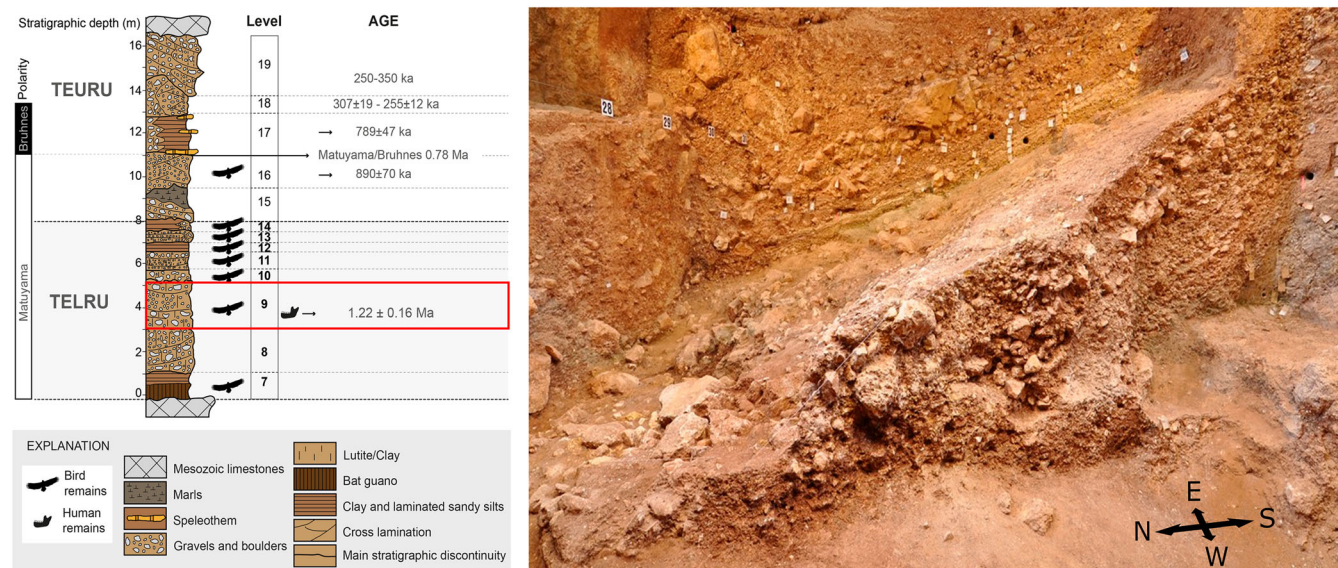 Stratigraphic depth (m)
Level
AGE
Polarity
Bruhnes
Matuyama
TEURU
TELRU
16
14
12
10
8
6
4
2
0
19
250-350 ka
18
307±19 - 255±12 ka
17
→ 789±47 ka
Matuyama/Bruhnes 0.78 Ma
16
→ 890±70 ka
15
14
13
12
11
10
9
→ 1.22 ± 0.16 Ma
8
7
EXPLANATION
Bird
remains
Human
remains
Mesozoic limestones
Marls
Speleothem
Gravels and boulders
Lutite/Clay
Bat guano
Clay and laminated sandy silts
Cross lamination
Main stratigraphic discontinuity
28
29
E
N
S
W